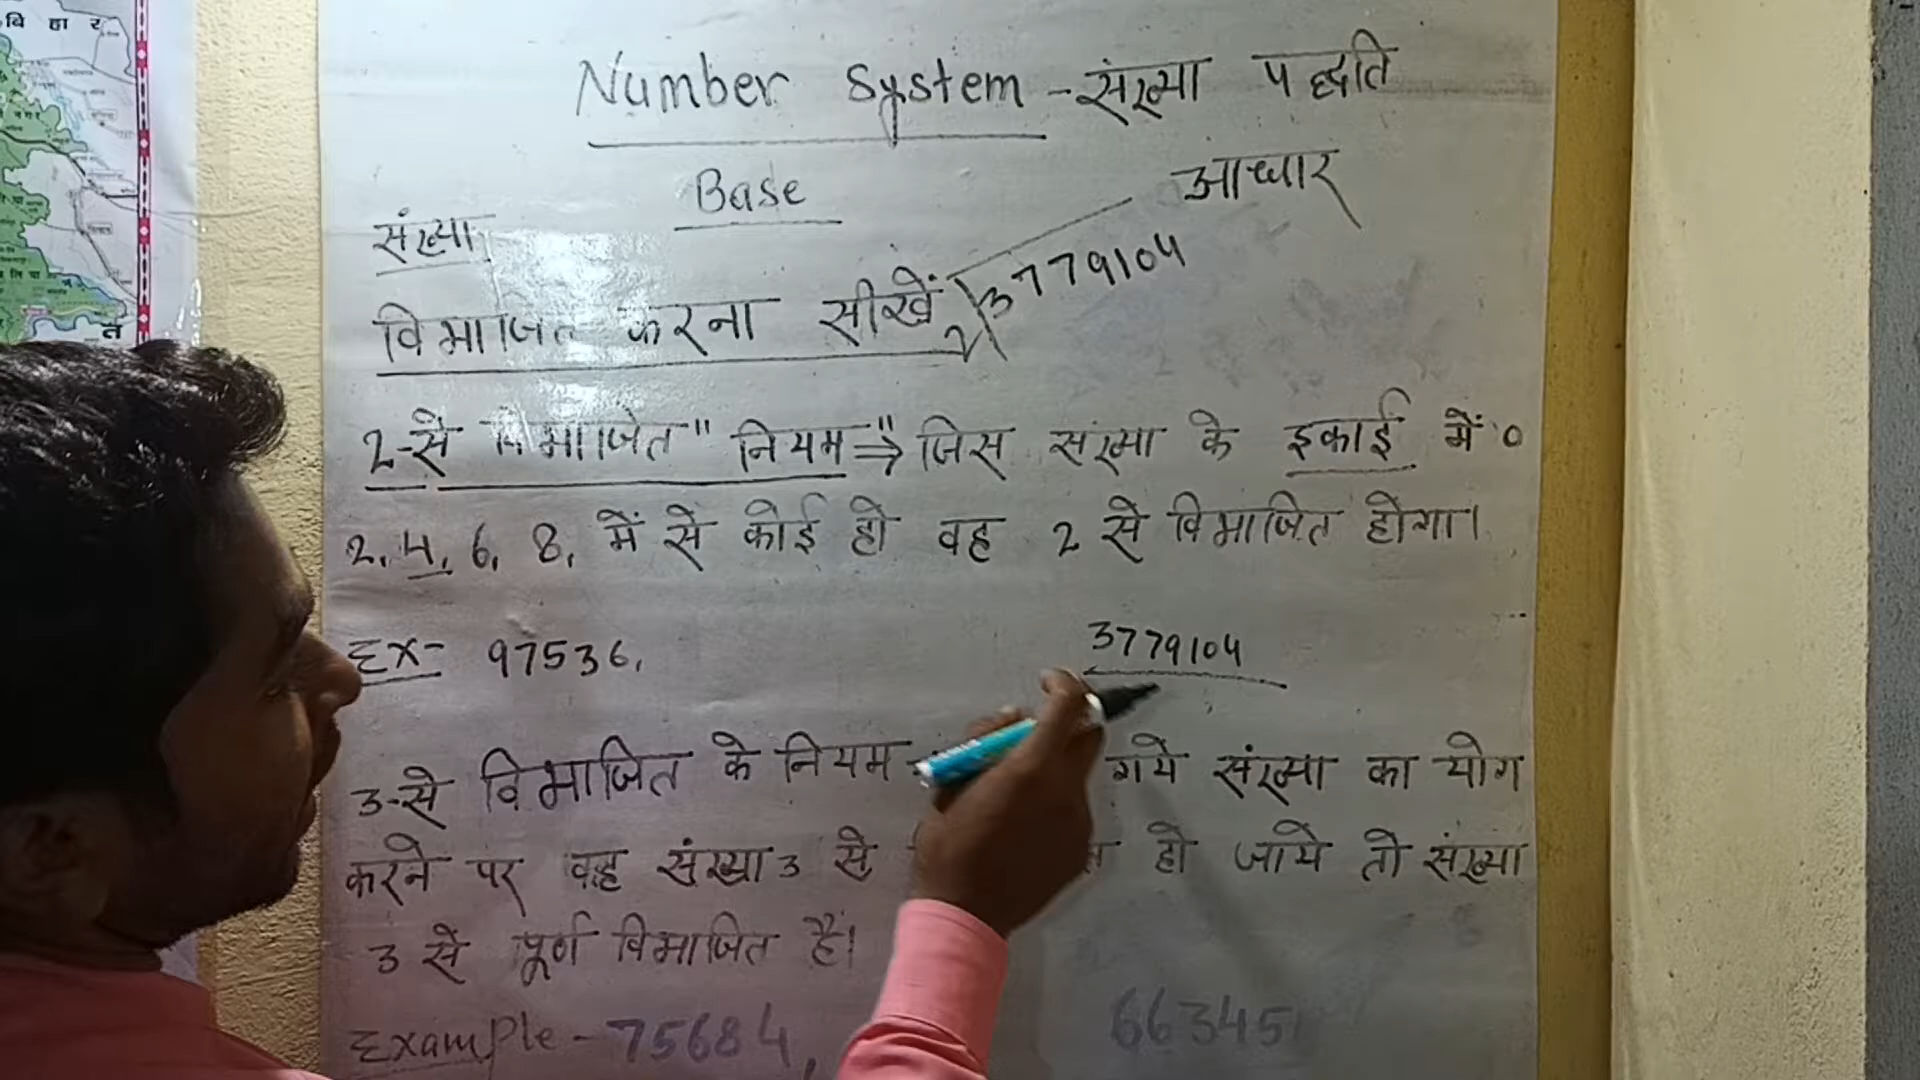 बि हा र
Number System - संख्या पद्धति
Base
आधार
संख्या
विभाजित करना सीखें
2 3779104
2-से विभाजित" नियम" ⇒ जिस संख्या के इकाई में 0
2, 4, 6, 8, में से कोई हो वह 2 से विभाजित होगा।
Ex- 97536,
3779104
3-से विभाजित के नियम गये संख्या का योग
करने पर वह संख्या 3 से हो जाये तो संख्या
3 से पूर्ण विभाजित है।
Example - 75684,
663451